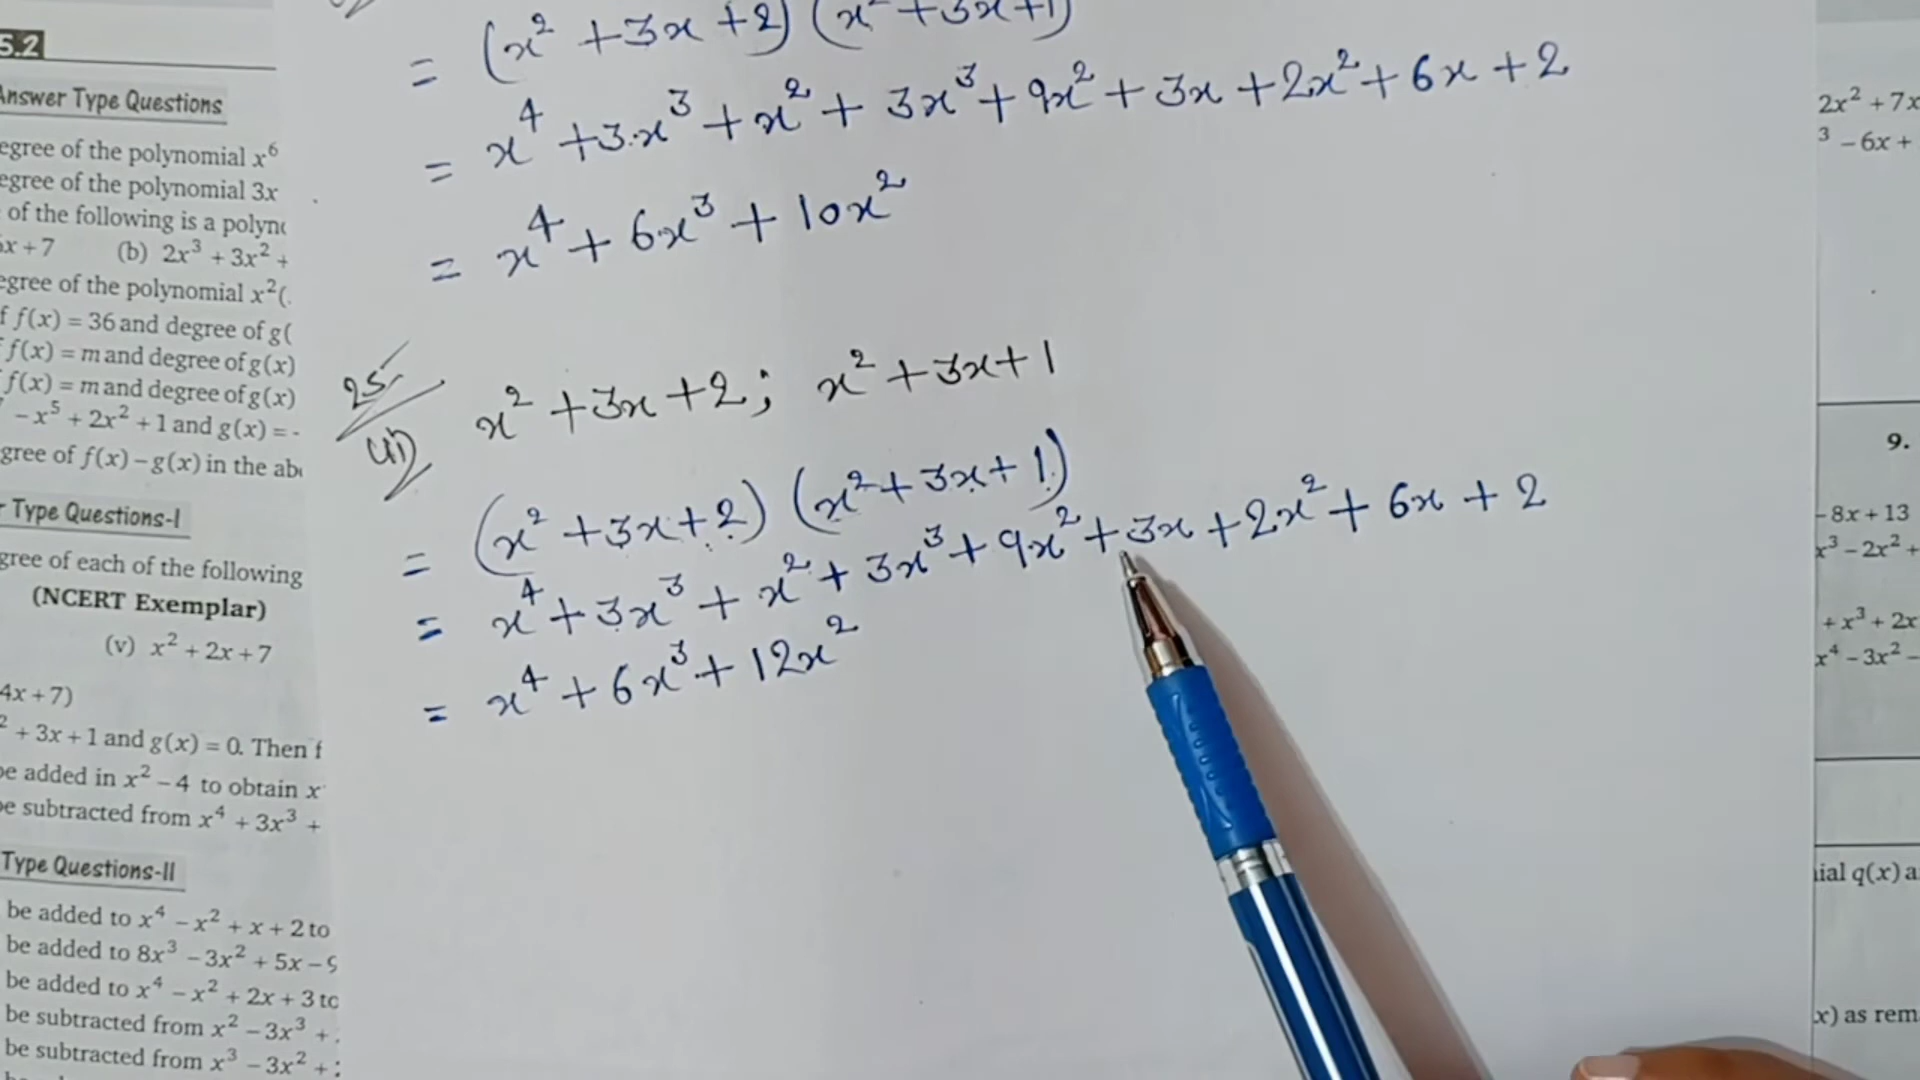 5.2
Answer Type Questions
egree of the polynomial x⁶
egree of the polynomial 3x
of the following is a polyn
x + 7 (b) 2x³ + 3x² +
egree of the polynomial x²(
f f(x) = 36 and degree of g(
f(x) = m and degree of g(x)
f(x) = m and degree of g(x)
– x⁵ + 2x² + 1 and g(x) = -
gree of f(x) – g(x) in the ab
Type Questions-I
gree of each of the following
(NCERT Exemplar)
(v) x² + 2x + 7
4x + 7)
² + 3x + 1 and g(x) = 0. Then f
be added in x² – 4 to obtain x
be subtracted from x⁴ + 3x³ +
Type Questions-II
be added to x⁴ – x² + x + 2 to
be added to 8x³ – 3x² + 5x – 9
be added to x⁴ – x² + 2x + 3 to
be subtracted from x² – 3x³ +
be subtracted from x³ – 3x² +
= (x² + 3x + 2) (x² + 3x + 1)
= x⁴ + 3x³ + x² + 3x³ + 9x² + 3x + 2x² + 6x + 2
= x⁴ + 6x³ + 10x²
25
x² + 3x + 2; x² + 3x + 1
= (x² + 3x + 2) (x² + 3x + 1)
= x⁴ + 3x³ + x² + 3x³ + 9x² + 3x + 2x² + 6x + 2
= x⁴ + 6x³ + 12x²
2x² + 7x
³ – 6x +
9.
– 8x + 13
x³ – 2x² +
+ x³ + 2x
x⁴ – 3x² –
ial q(x) a
x) as rem